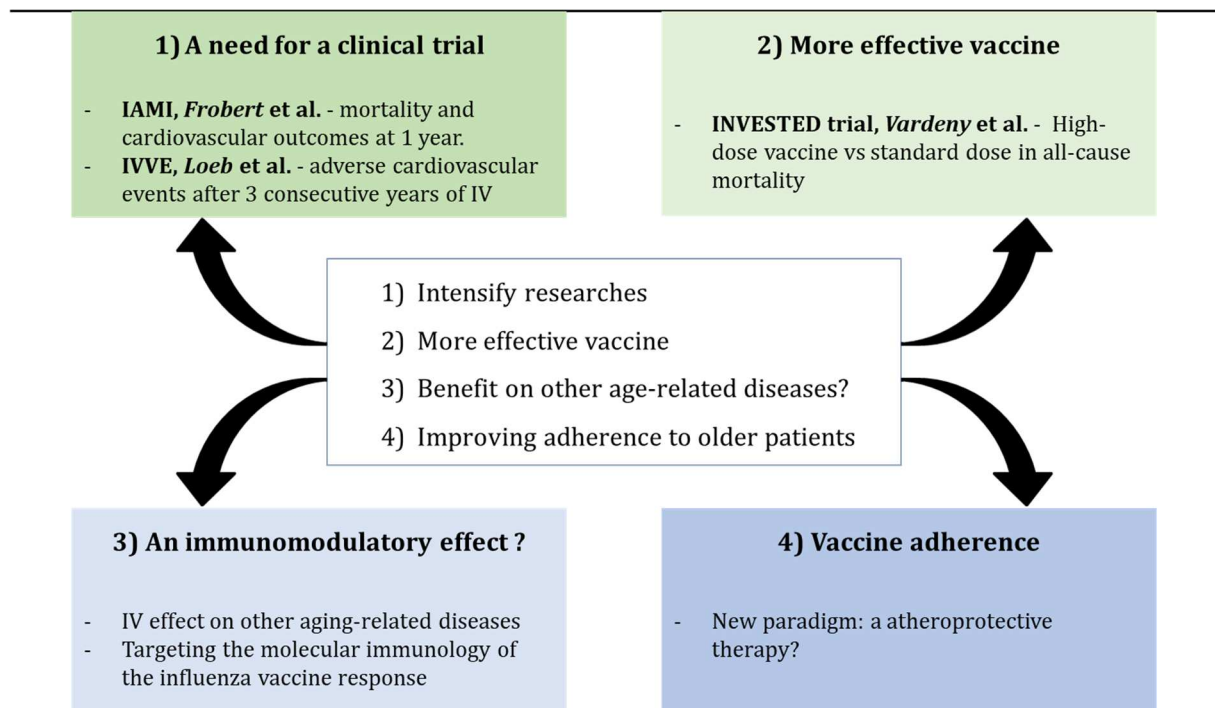 1) A need for a clinical trial
- IAMI, Frobert et al. - mortality and
cardiovascular outcomes at 1 year.
- IVVE, Loeb et al. - adverse cardiovascular
events after 3 consecutive years of IV
2) More effective vaccine
- INVESTED trial, Vardeny et al. - High-
dose vaccine vs standard dose in all-cause
mortality
1) Intensify researches
2) More effective vaccine
3) Benefit on other age-related diseases?
4) Improving adherence to older patients
3) An immunomodulatory effect ?
- IV effect on other aging-related diseases
- Targeting the molecular immunology of
the influenza vaccine response
4) Vaccine adherence
- New paradigm: a atheroprotective
therapy?